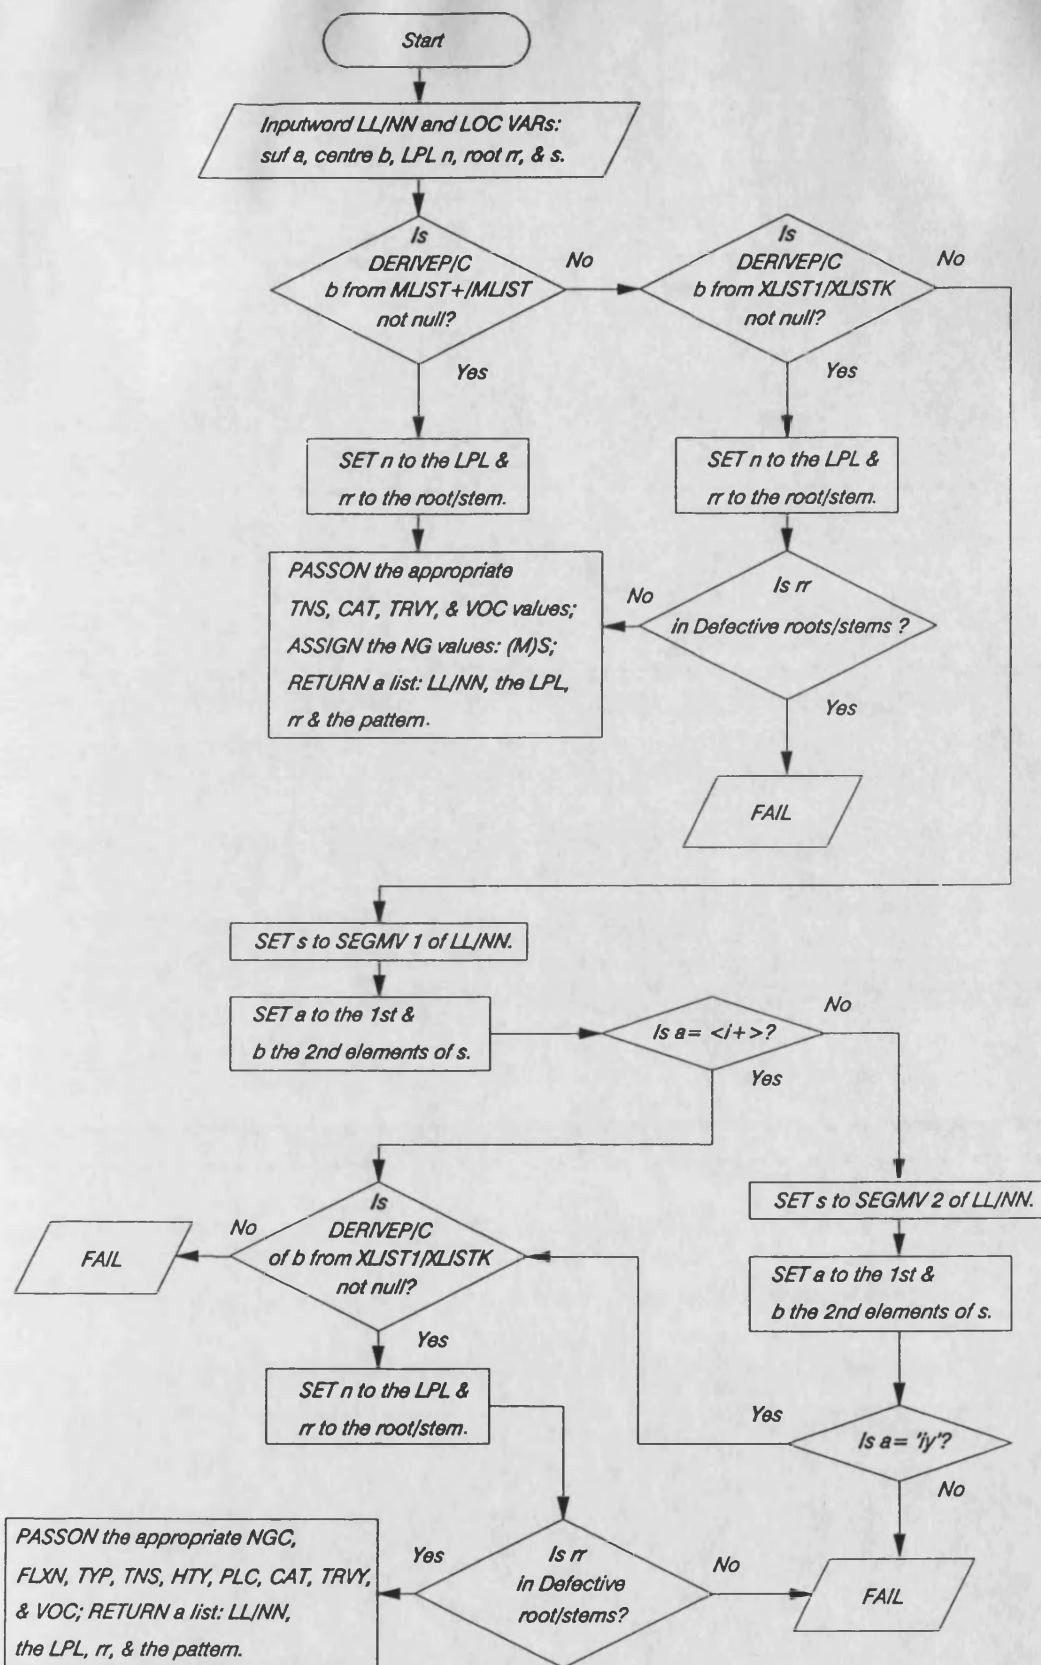 Start
Inputword LL/NN and LOC VARs:
suf a, centre b, LPL n, root rr, & s.
Is
DERIVEP/C
b from MLIST+/MLIST
not null?
No
Is
DERIVEP/C
b from XLIST1/XLISTK
not null?
No
Yes
Yes
SET n to the LPL &
rr to the root/stem.
SET n to the LPL &
rr to the root/stem.
PASSON the appropriate
TNS, CAT, TRVY, & VOC values;
ASSIGN the NG values: (M)S;
RETURN a list: LL/NN, the LPL,
rr & the pattern.
No
Is rr
in Defective roots/stems ?
Yes
FAIL
SET s to SEGMV 1 of LL/NN.
SET a to the 1st &
b the 2nd elements of s.
Is a= <i+>?
No
Yes
SET s to SEGMV 2 of LL/NN.
Is
DERIVEP/C
of b from XLIST1/XLISTK
not null?
No
FAIL
SET a to the 1st &
b the 2nd elements of s.
Yes
SET n to the LPL &
rr to the root/stem.
Yes
Is a= 'iy'?
No
PASSON the appropriate NGC,
FLXN, TYP, TNS, HTY, PLC, CAT, TRVY,
& VOC; RETURN a list: LL/NN,
the LPL, rr, & the pattern.
Yes
Is rr
in Defective
root/stems?
No
FAIL